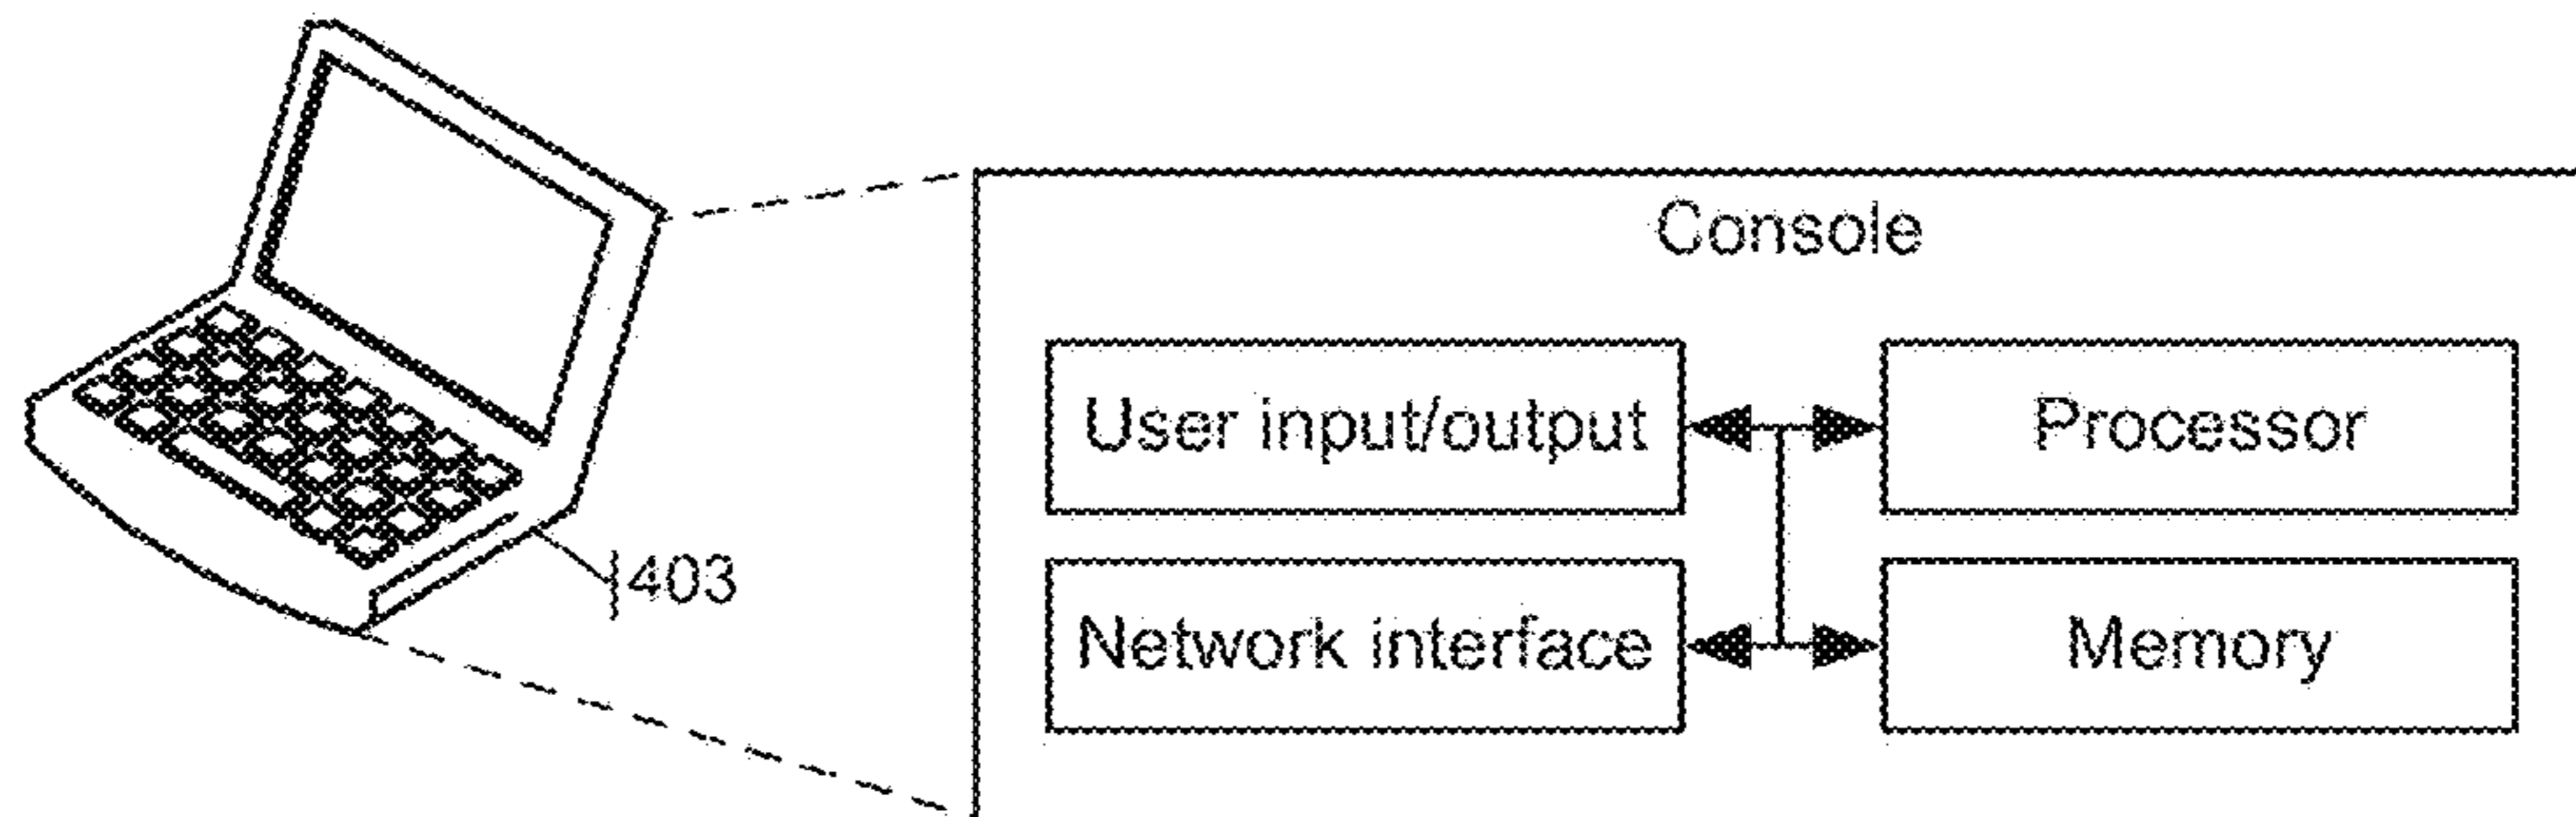 Console
User input/output
Processor
403
Network interface
Memory